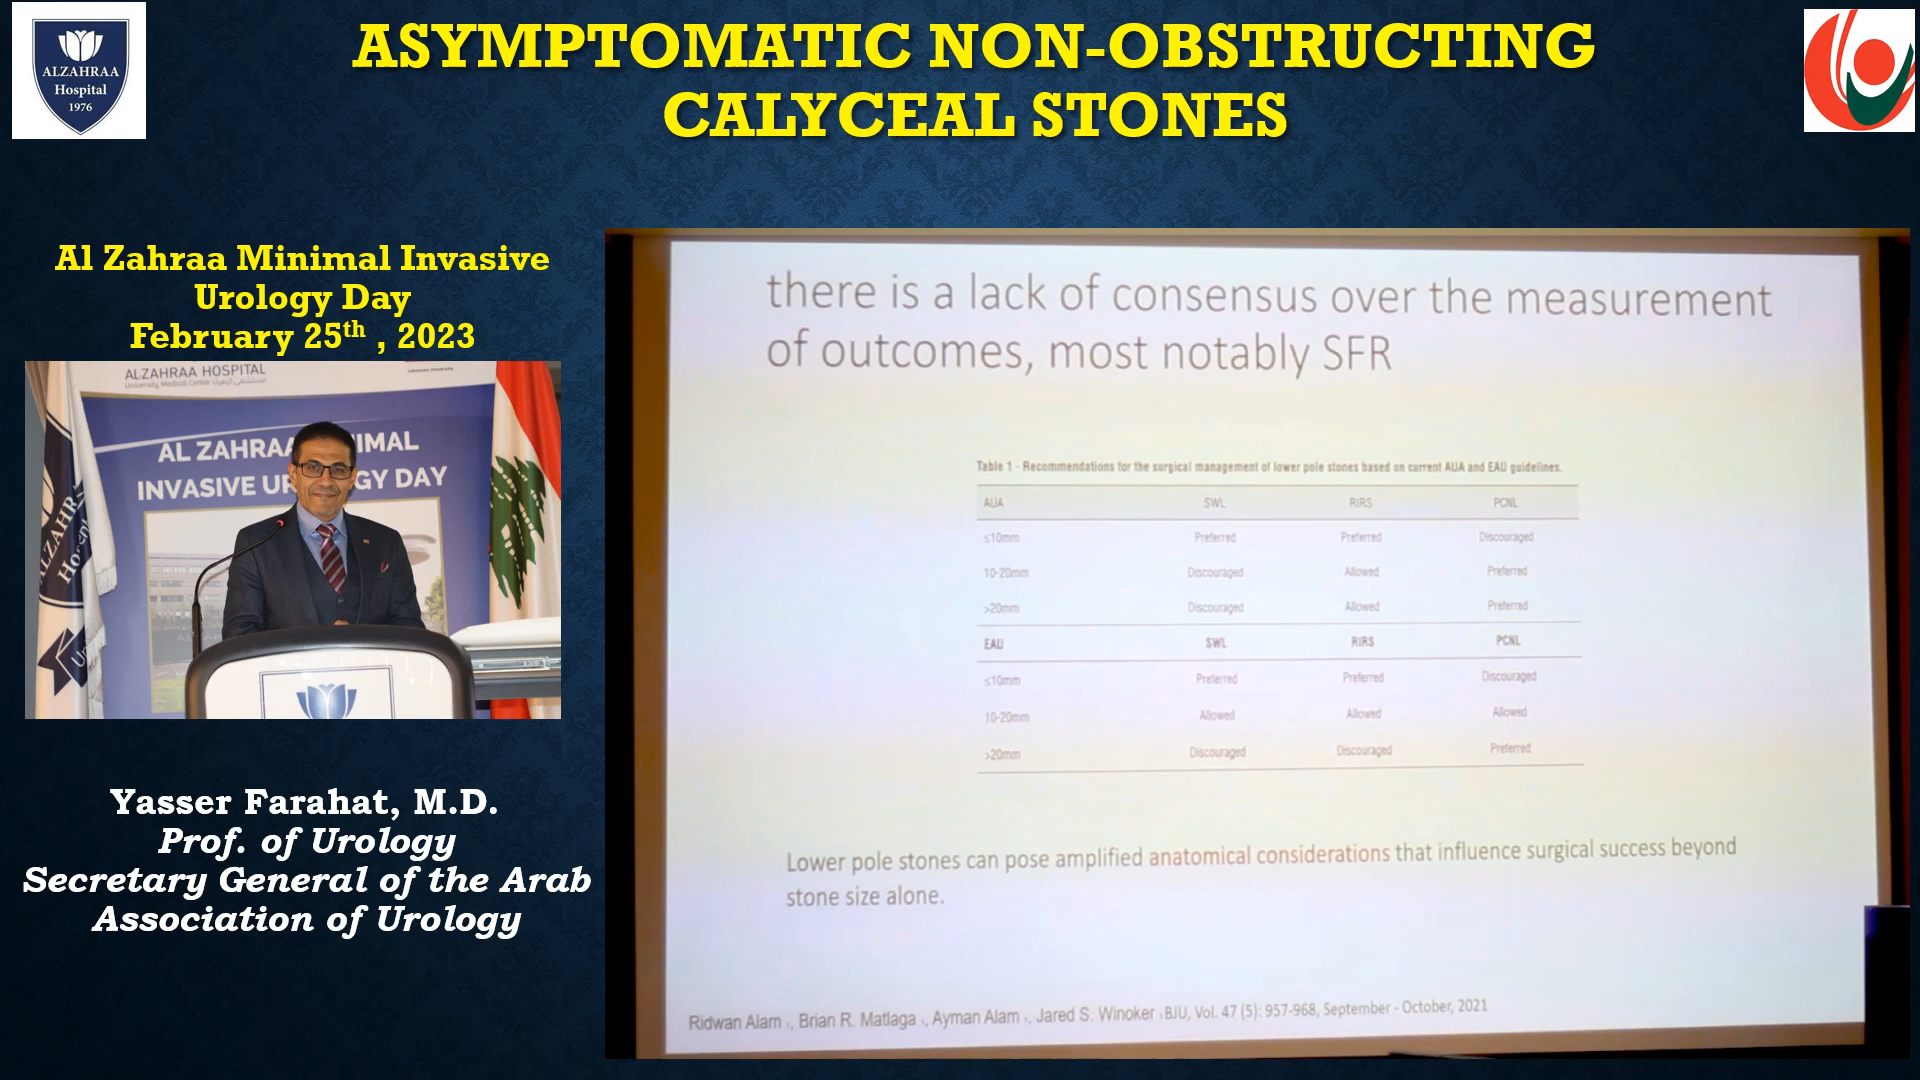 ALZAHRAA
Hospital
1976
ASYMPTOMATIC NON-OBSTRUCTING
CALYCEAL STONES
Al Zahraa Minimal Invasive
Urology Day
February 25th , 2023
ALZAHRAA HOSPITAL
University Medical Center
AL ZAHRAA
INVASIVE
GY DAY
Yasser Farahat, M.D.
Prof. of Urology
Secretary General of the Arab
Association of Urology
there is a lack of consensus over the measurement
of outcomes, most notably SFR
Table 1 - Recommendations for the surgical management of lower pole stones based on current AUA and EAU guidelines.
AUA SWL RIRS PCNL
≤10mm Preferred Preferred Discouraged
10-20mm Discouraged Allowed Preferred
>20mm Discouraged Allowed Preferred
EAU SWL RIRS PCNL
≤10mm Preferred Preferred Discouraged
10-20mm Allowed Allowed Allowed
>20mm Discouraged Discouraged Preferred
Lower pole stones can pose amplified anatomical considerations that influence surgical success beyond
stone size alone.
Ridwan Alam , Brian R. Matlaga , Ayman Alam , Jared S. Winoker BJU, Vol. 47 (5): 957-968, September - October, 2021